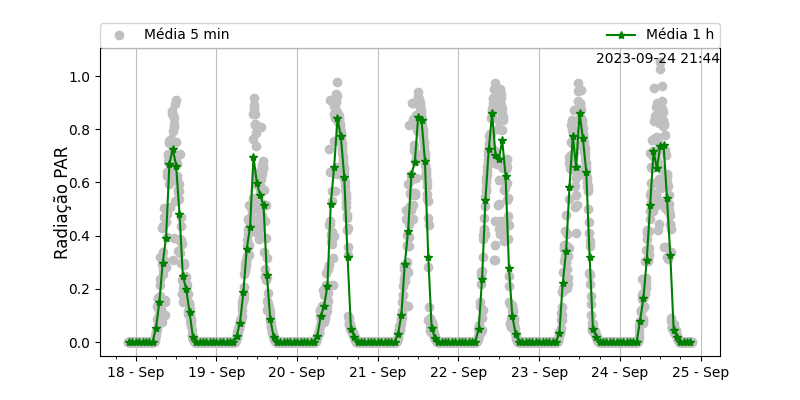 Média 5 min
Média 1 h
2023-09-24 21:44
Radiação PAR
1.0
0.8
0.6
0.4
0.2
0.0
18 - Sep
19 - Sep
20 - Sep
21 - Sep
22 - Sep
23 - Sep
24 - Sep
25 - Sep